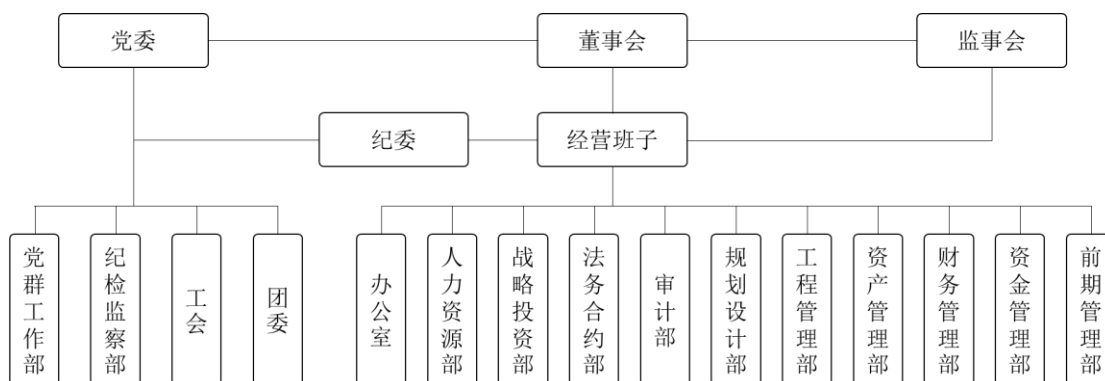 党委
董事会
监事会
纪委
经营班子
党群工作部
纪检监察部
工会
团委
办公室
人力资源部
战略投资部
法务合约部
审计部
规划设计部
工程管理部
资产管理部
财务管理部
资金管理部
前期管理部